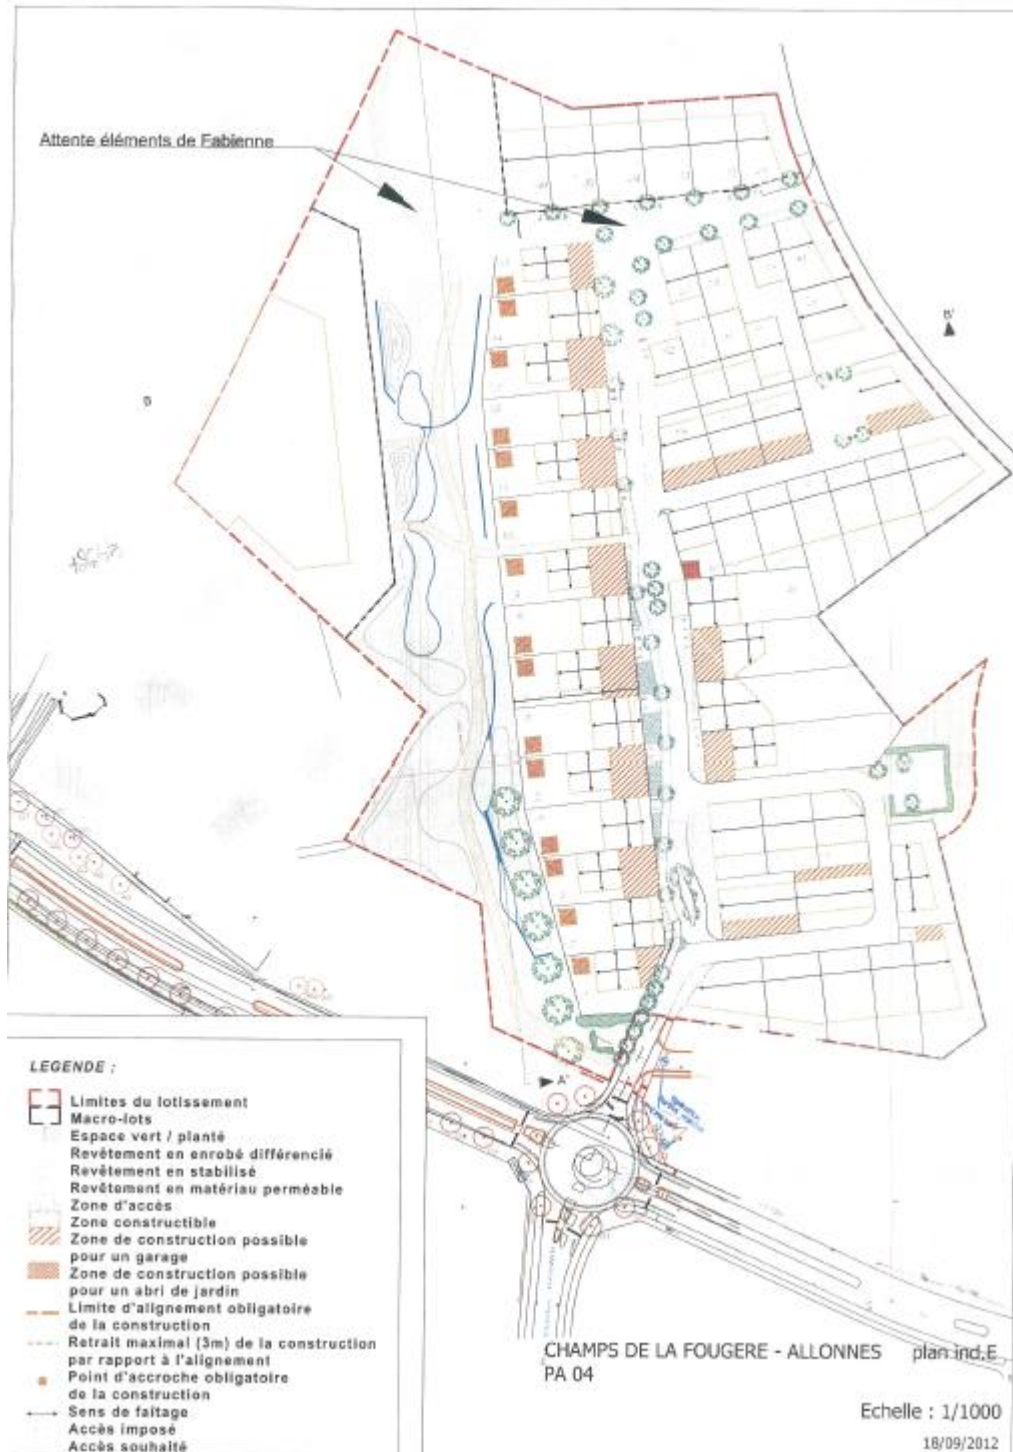 Attente éléments de Fabienne
B'
B
A'
LEGENDE :
Limites du lotissement
Macro-lots
Espace vert / planté
Revêtement en enrobé différencié
Revêtement en stabilisé
Revêtement en matériau perméable
Zone d'accès
Zone constructible
Zone de construction possible
pour un garage
Zone de construction possible
pour un abri de jardin
Limite d'alignement obligatoire
de la construction
Retrait maximal (3m) de la construction
par rapport à l'alignement
Point d'accroche obligatoire
de la construction
Sens de faîtage
Accès imposé
Accès souhaité
CHAMPS DE LA FOUGERE - ALLONNES plan ind.E
PA 04
Echelle : 1/1000
18/09/2012